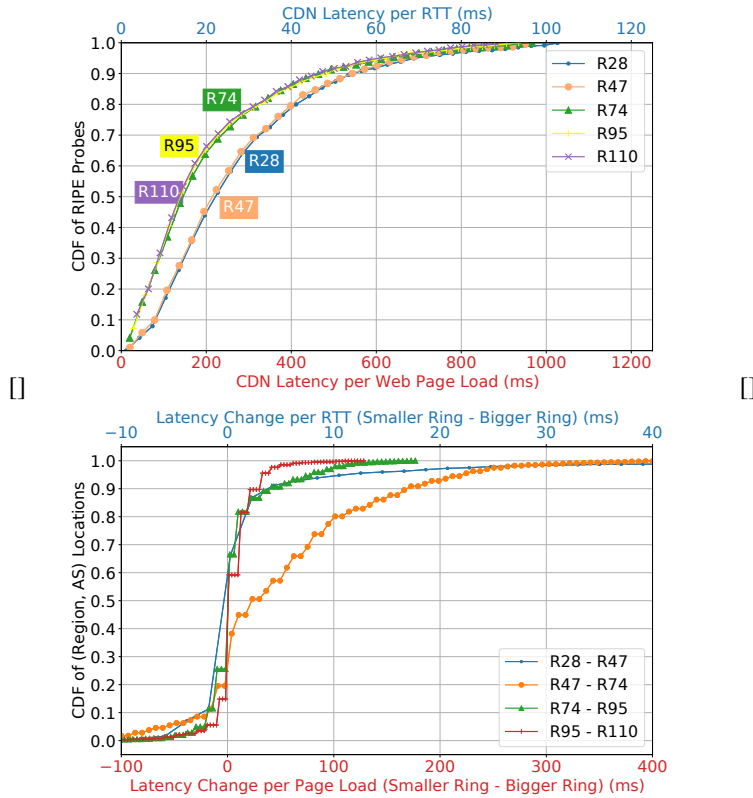 CDN Latency per RTT (ms)
0 20 40 60 80 100 120
1.0
0.9
0.8
0.7
0.6
0.5
0.4
0.3
0.2
0.1
0.0
CDF of RIPE Probes
R74
R95
R28
R110
R47
R28
R47
R74
R95
R110
0 200 400 600 800 1000 1200
CDN Latency per Web Page Load (ms)
[] []
Latency Change per RTT (Smaller Ring - Bigger Ring) (ms)
−10 0 10 20 30 40
1.0
0.9
0.8
0.7
0.6
0.5
0.4
0.3
0.2
0.1
0.0
CDF of (Region, AS) Locations
R28 - R47
R47 - R74
R74 - R95
R95 - R110
−100 0 100 200 300 400
Latency Change per Page Load (Smaller Ring - Bigger Ring) (ms)